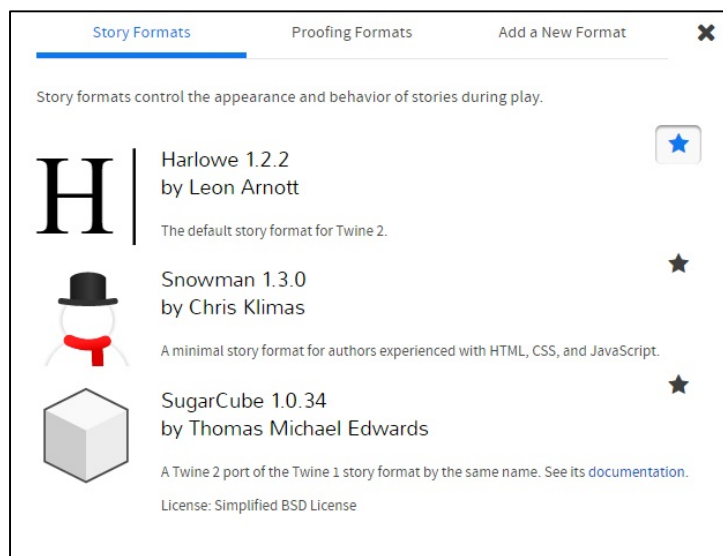 Story Formats Proofing Formats Add a New Format
Story formats control the appearance and behavior of stories during play.
H
Harlowe 1.2.2
by Leon Arnott
The default story format for Twine 2.
Snowman 1.3.0
by Chris Klimas
A minimal story format for authors experienced with HTML, CSS, and JavaScript.
SugarCube 1.0.34
by Thomas Michael Edwards
A Twine 2 port of the Twine 1 story format by the same name. See its documentation.
License: Simplified BSD License